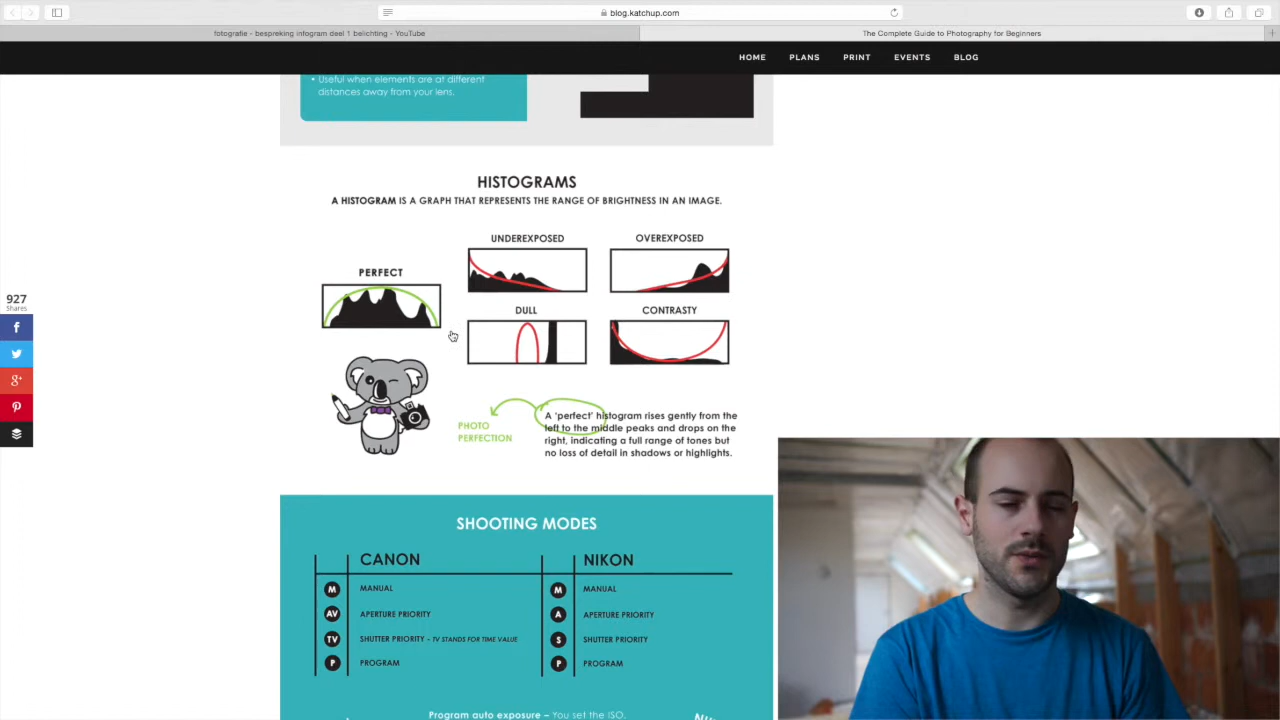 blog.katchup.com
fotografie - bespreking infogram deel 1 belichting - YouTube
The Complete Guide to Photography for Beginners
HOME PLANS PRINT EVENTS BLOG
• Useful when elements are at different
distances away from your lens.
HISTOGRAMS
A HISTOGRAM IS A GRAPH THAT REPRESENTS THE RANGE OF BRIGHTNESS IN AN IMAGE.
UNDEREXPOSED
OVEREXPOSED
PERFECT
DULL
CONTRASTY
927
Shares
PHOTO
PERFECTION
A 'perfect' histogram rises gently from the
left to the middle peaks and drops on the
right, indicating a full range of tones but
no loss of detail in shadows or highlights.
SHOOTING MODES
CANON
M MANUAL
AV APERTURE PRIORITY
TV SHUTTER PRIORITY – TV STANDS FOR TIME VALUE
P PROGRAM
NIKON
M MANUAL
A APERTURE PRIORITY
S SHUTTER PRIORITY
P PROGRAM
Program auto exposure – You set the ISO.